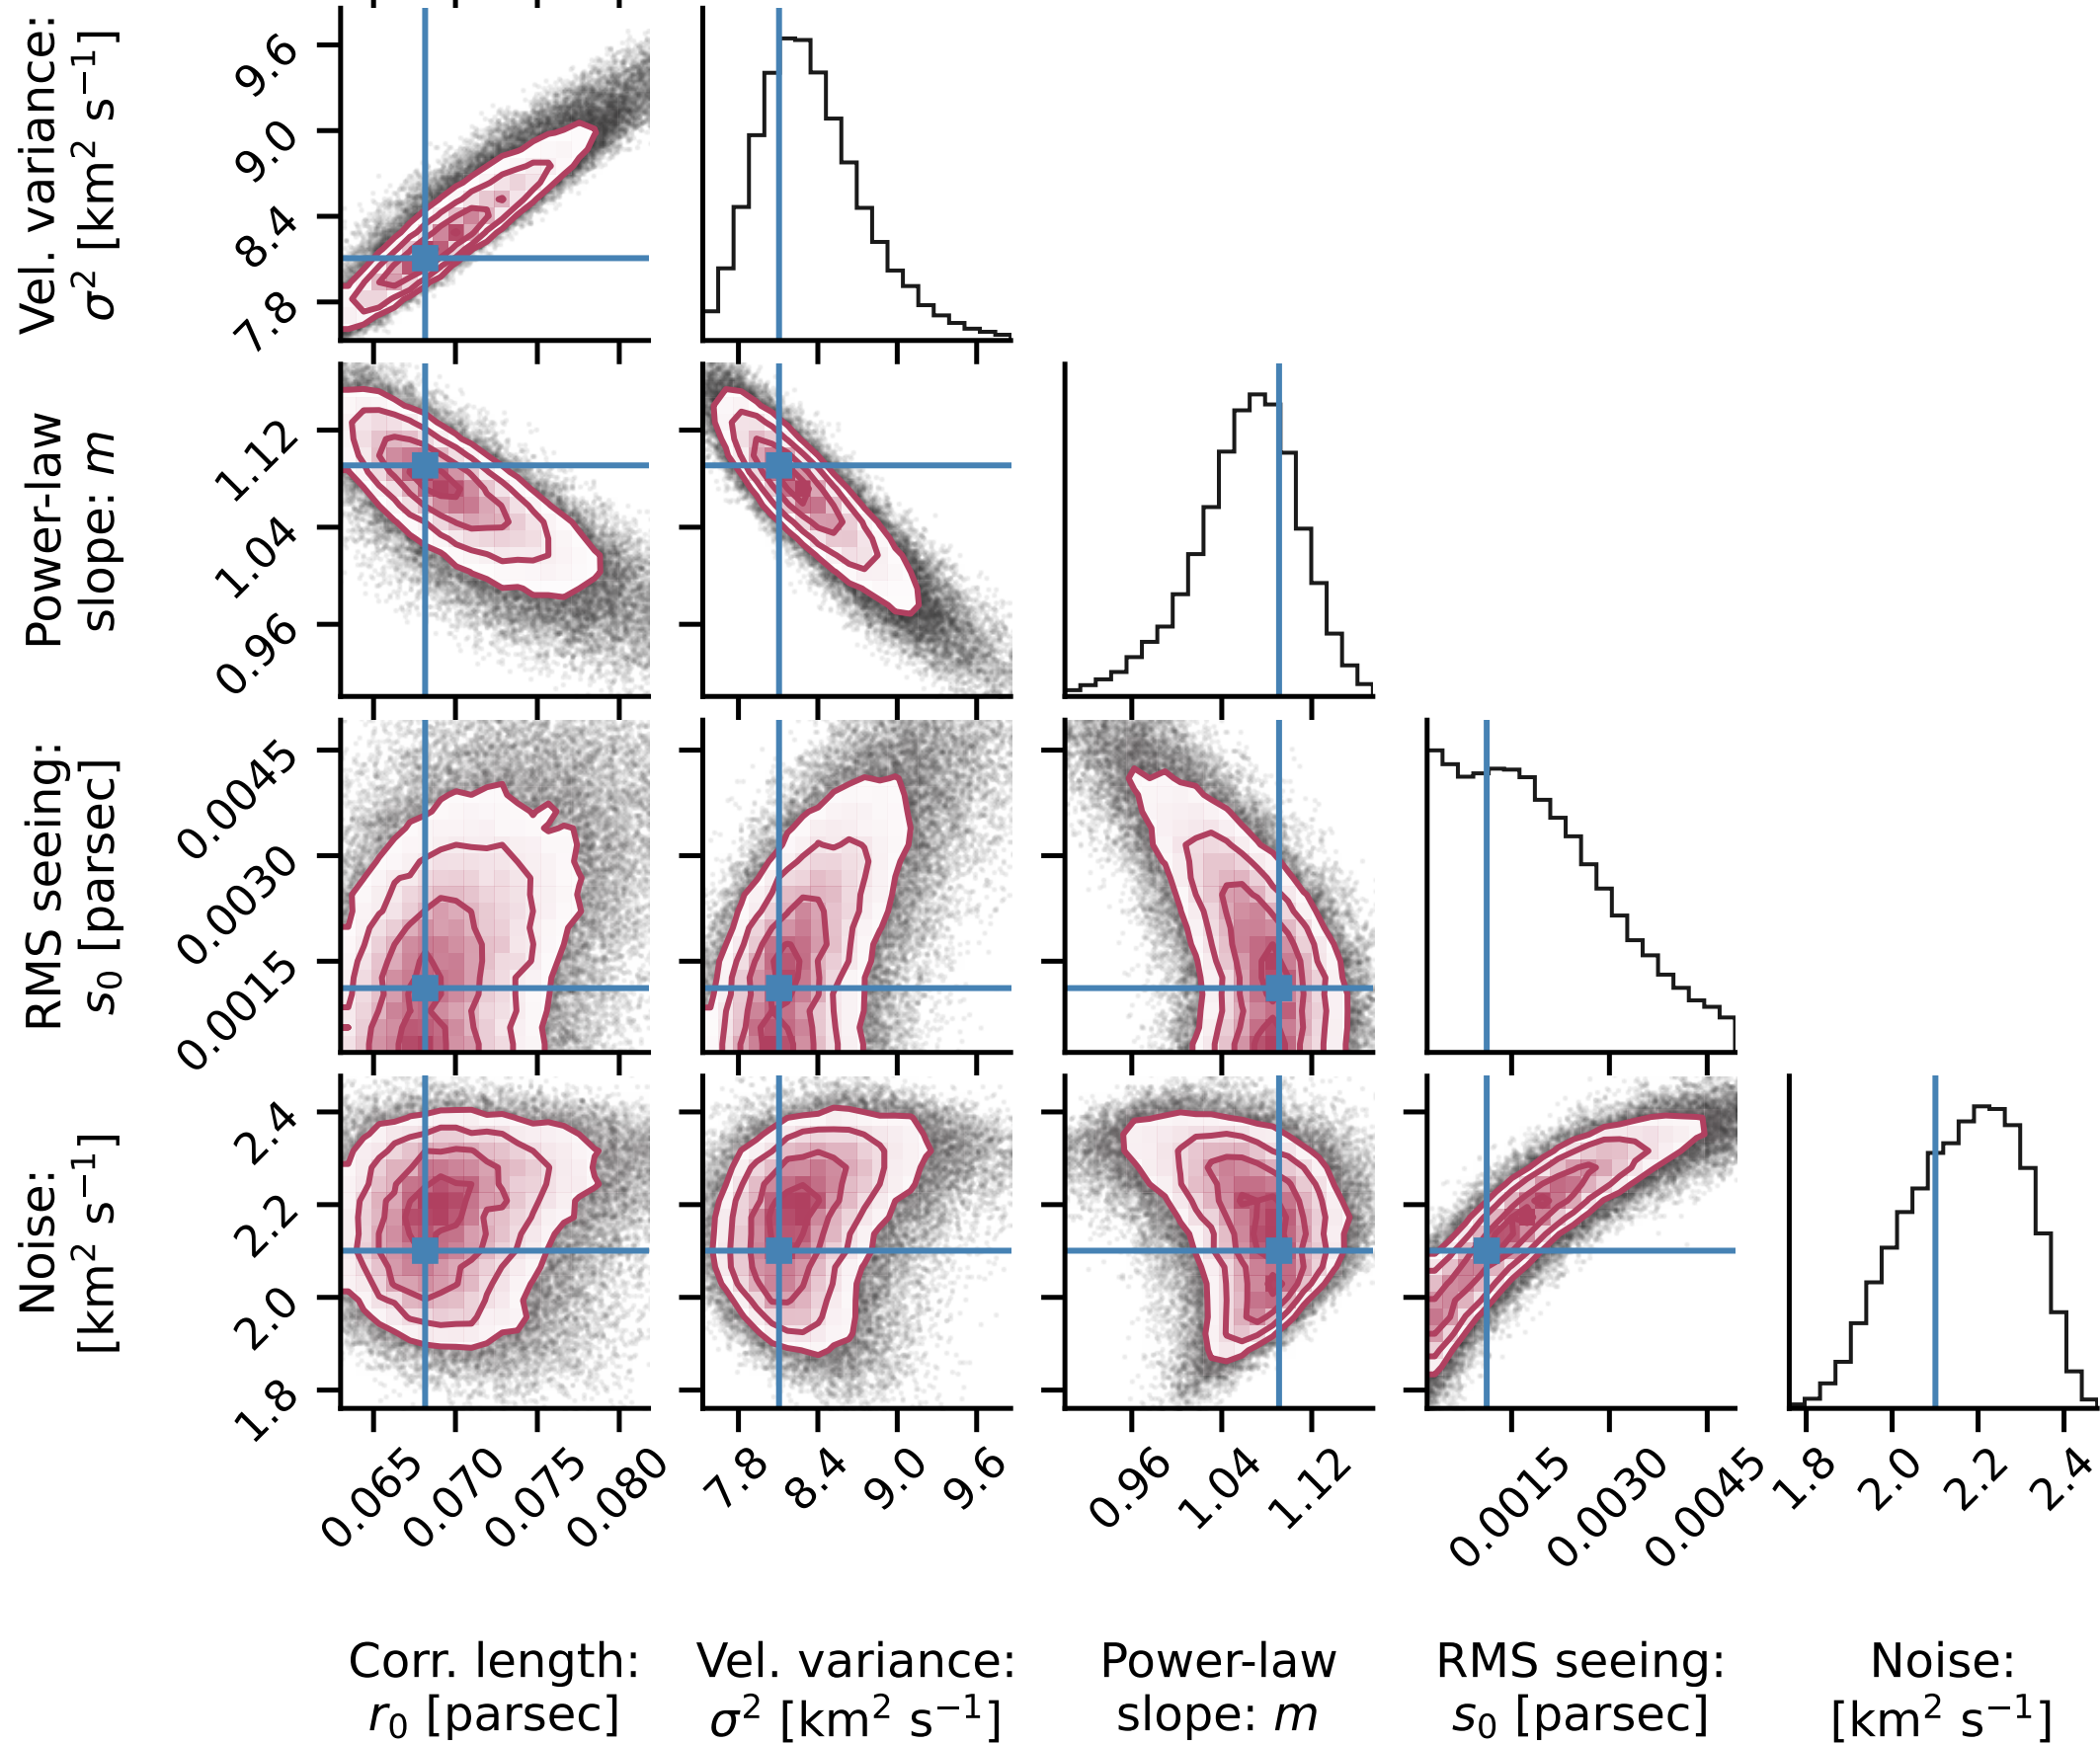 Vel. variance:
σ² [km² s⁻¹]
9.6
9.0
8.4
7.8
Power-law
slope: m
1.12
1.04
0.96
RMS seeing:
s₀ [parsec]
0.0045
0.0030
0.0015
Noise:
[km² s⁻¹]
2.4
2.2
2.0
1.8
0.065 0.070 0.075 0.080
7.8 8.4 9.0 9.6
0.96 1.04 1.12
0.0015 0.0030 0.0045
1.8 2.0 2.2 2.4
Corr. length:
r₀ [parsec]
Vel. variance:
σ² [km² s⁻¹]
Power-law
slope: m
RMS seeing:
s₀ [parsec]
Noise:
[km² s⁻¹]